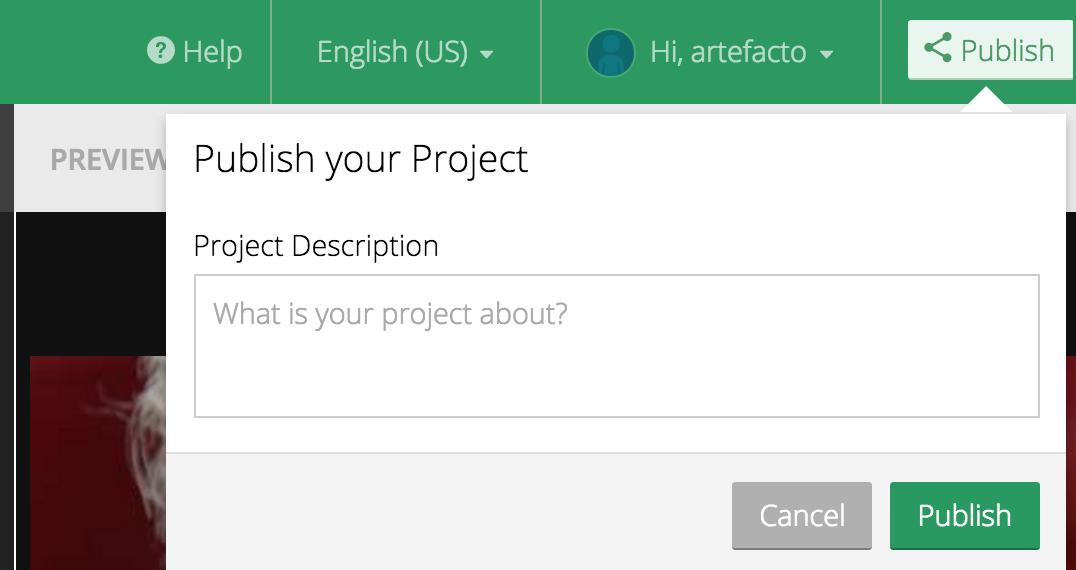 Help English (US) Hi, artefacto Publish
PREVIEW
Publish your Project
Project Description
What is your project about?
Cancel Publish